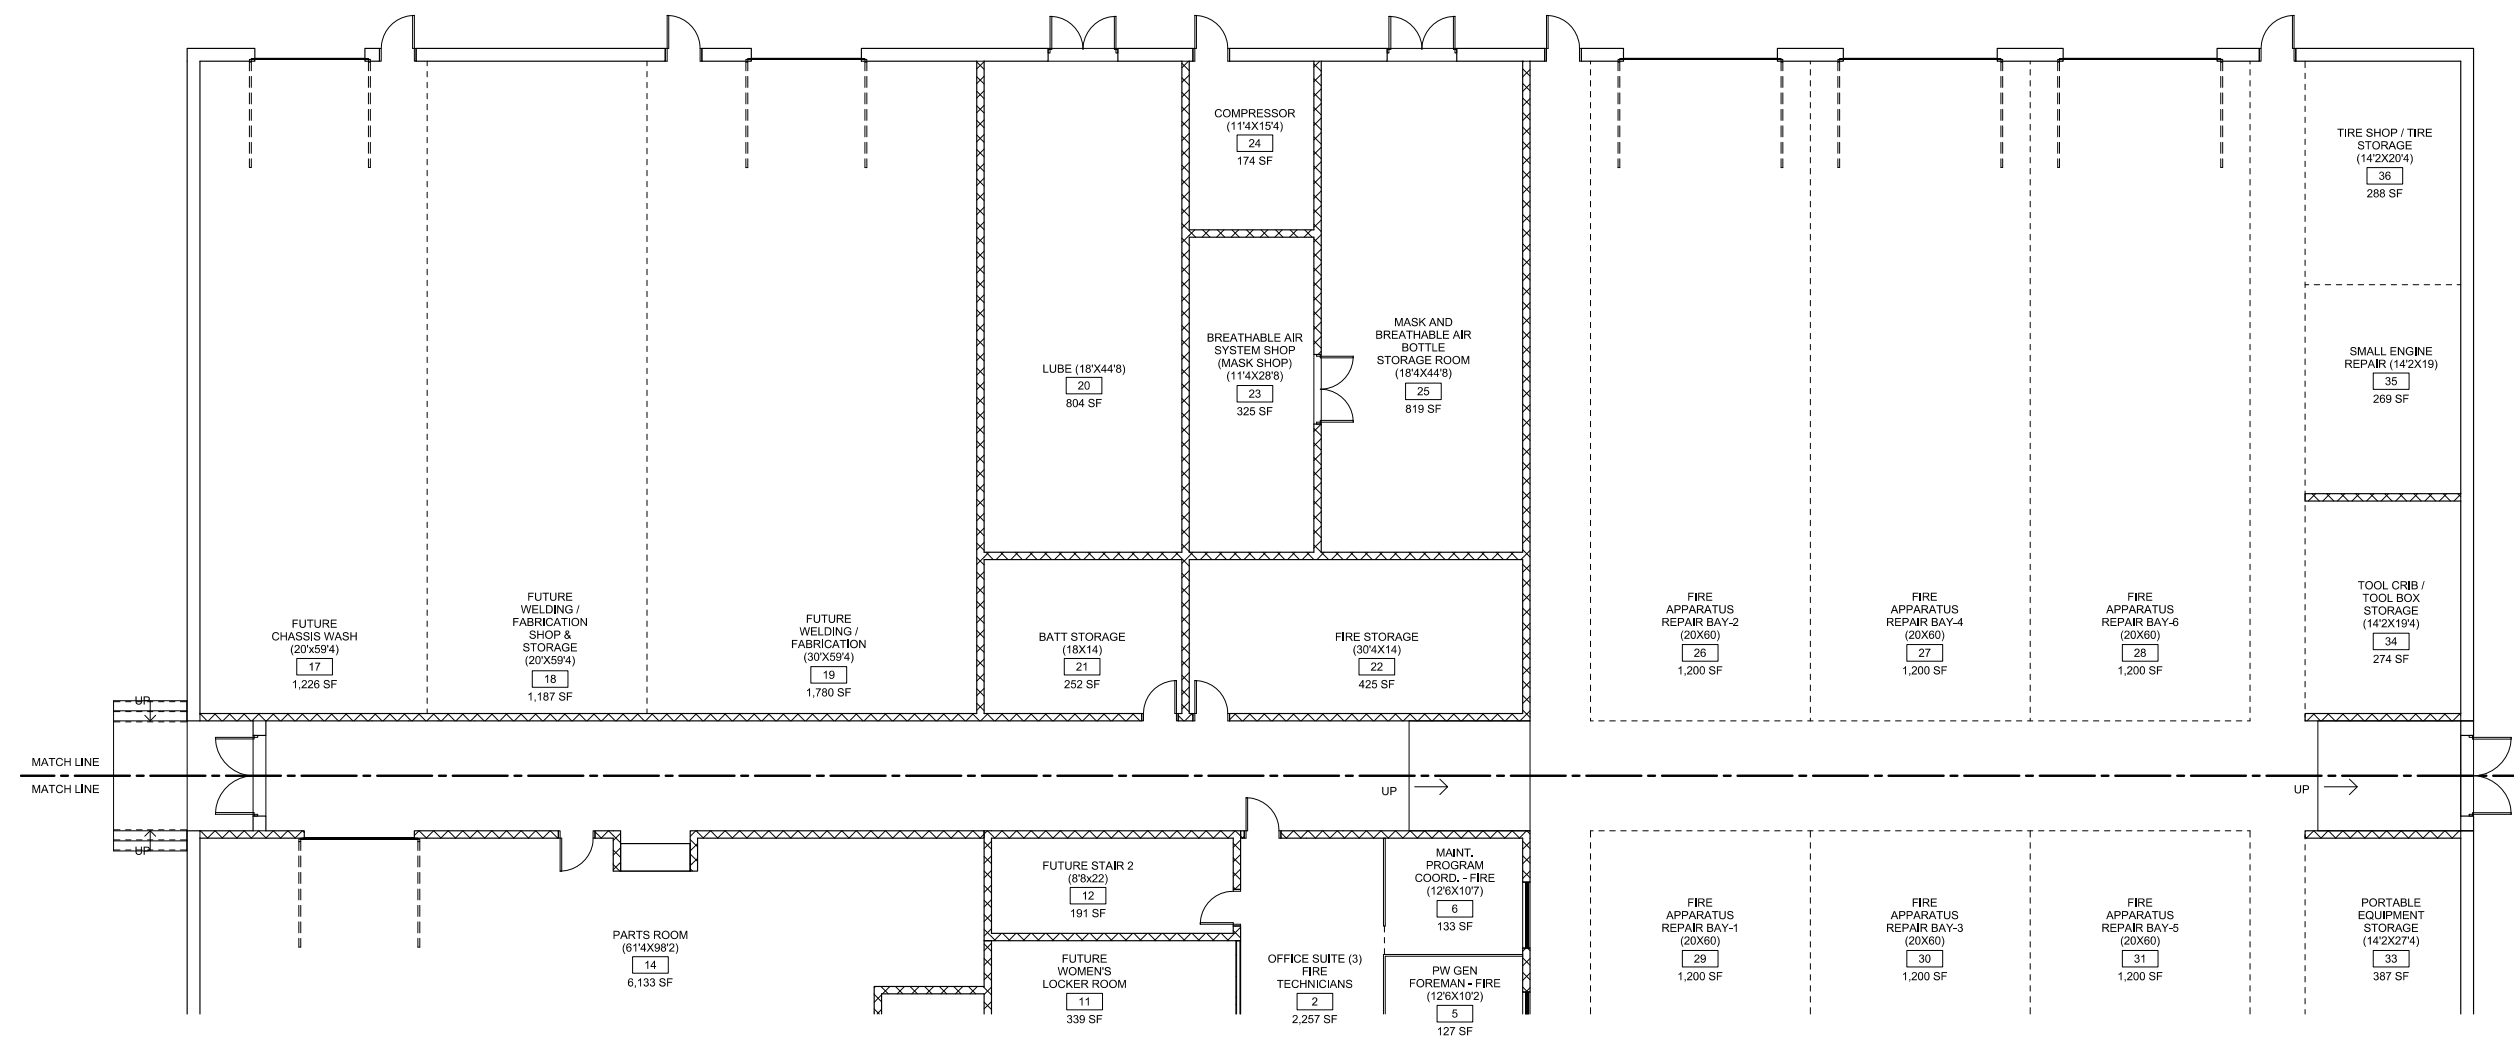 COMPRESSOR
(11'4X15'4)
24
174 SF
TIRE SHOP / TIRE
STORAGE
(14'2X20'4)
36
288 SF
LUBE (18'X44'8)
20
804 SF
BREATHABLE AIR
SYSTEM SHOP
(MASK SHOP)
(11'4X28'8)
23
325 SF
MASK AND
BREATHABLE AIR
BOTTLE
STORAGE ROOM
(18'4X44'8)
25
819 SF
SMALL ENGINE
REPAIR (14'2X19)
35
269 SF
FUTURE
CHASSIS WASH
(20'x59'4)
17
1,226 SF
FUTURE
WELDING /
FABRICATION
SHOP &
STORAGE
(20'X59'4)
18
1,187 SF
FUTURE
WELDING /
FABRICATION
(30'X59'4)
19
1,780 SF
BATT STORAGE
(18X14)
21
252 SF
FIRE STORAGE
(30'4X14)
22
425 SF
FIRE
APPARATUS
REPAIR BAY-2
(20X60)
26
1,200 SF
FIRE
APPARATUS
REPAIR BAY-4
(20X60)
27
1,200 SF
FIRE
APPARATUS
REPAIR BAY-6
(20X60)
28
1,200 SF
TOOL CRIB /
TOOL BOX
STORAGE
(14'2X19'4)
34
274 SF
UP
MATCH LINE
MATCH LINE
UP
UP
UP
PARTS ROOM
(61'4X98'2)
14
6,133 SF
FUTURE STAIR 2
(8'8x22)
12
191 SF
FUTURE
WOMEN'S
LOCKER ROOM
11
339 SF
OFFICE SUITE (3)
FIRE
TECHNICIANS
2
2,257 SF
MAINT.
PROGRAM
COORD. - FIRE
(12'6X10'7)
6
133 SF
PW GEN
FOREMAN - FIRE
(12'6X10'2)
5
127 SF
FIRE
APPARATUS
REPAIR BAY-1
(20X60)
29
1,200 SF
FIRE
APPARATUS
REPAIR BAY-3
(20X60)
30
1,200 SF
FIRE
APPARATUS
REPAIR BAY-5
(20X60)
31
1,200 SF
PORTABLE
EQUIPMENT
STORAGE
(14'2X27'4)
33
387 SF